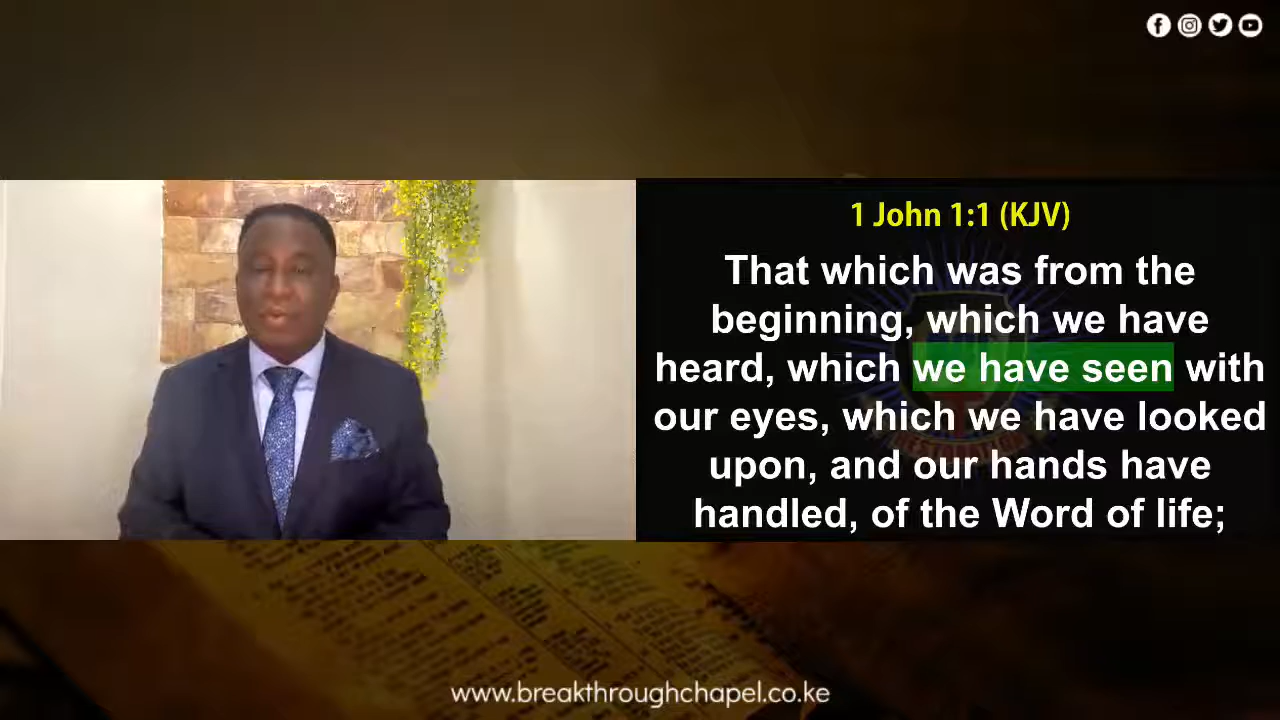 1 John 1:1 (KJV)
That which was from the
beginning, which we have
heard, which we have seen with
our eyes, which we have looked
upon, and our hands have
handled, of the Word of life;
www.breakthroughchapel.co.ke